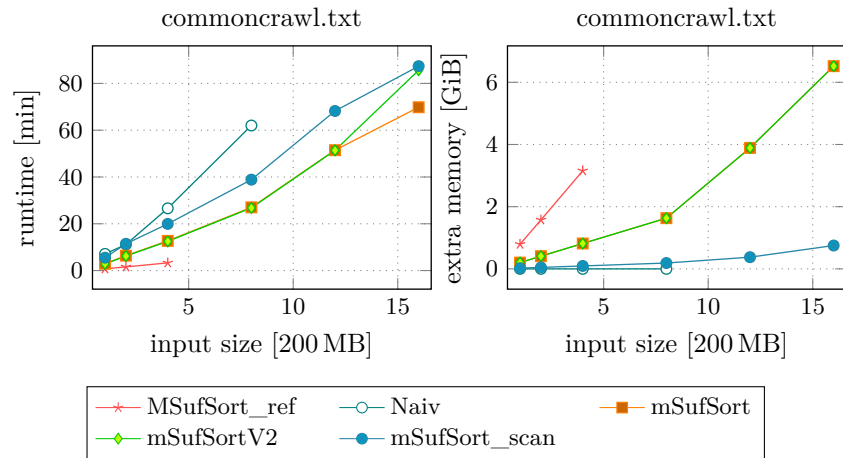 commoncrawl.txt
80
60
40
20
0
runtime [min]
5
10
15
input size [200 MB]
commoncrawl.txt
6
4
2
0
extra memory [GiB]
5
10
15
input size [200 MB]
MSufSort_ref
Naiv
mSufSort
mSufSortV2
mSufSort_scan